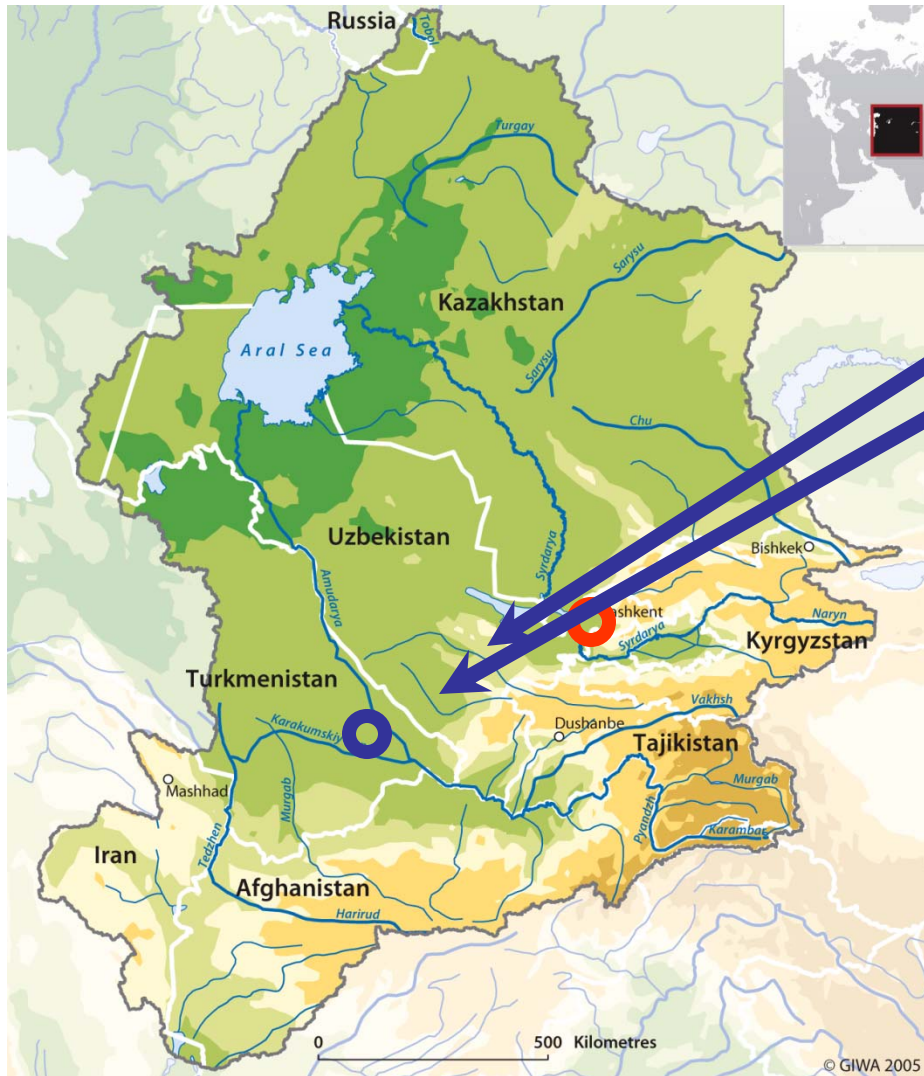 Russia
Tobol
Turgay
Sarysu
Kazakhstan
Aral Sea
Sarysu
Chu
Uzbekistan
Bishkek
Syrdarya
Amudarya
ashkent
Naryn
Syrdarya
Kyrgyzstan
Turkmenistan
Vakhsh
Karakumskiy
Dushanbe
Tajikistan
Mashhad
Murgab
Murgab
Pyandzh
Tedzhen
Karambar
Iran
Afghanistan
Harirud
0 500 Kilometres
© GIWA 2005